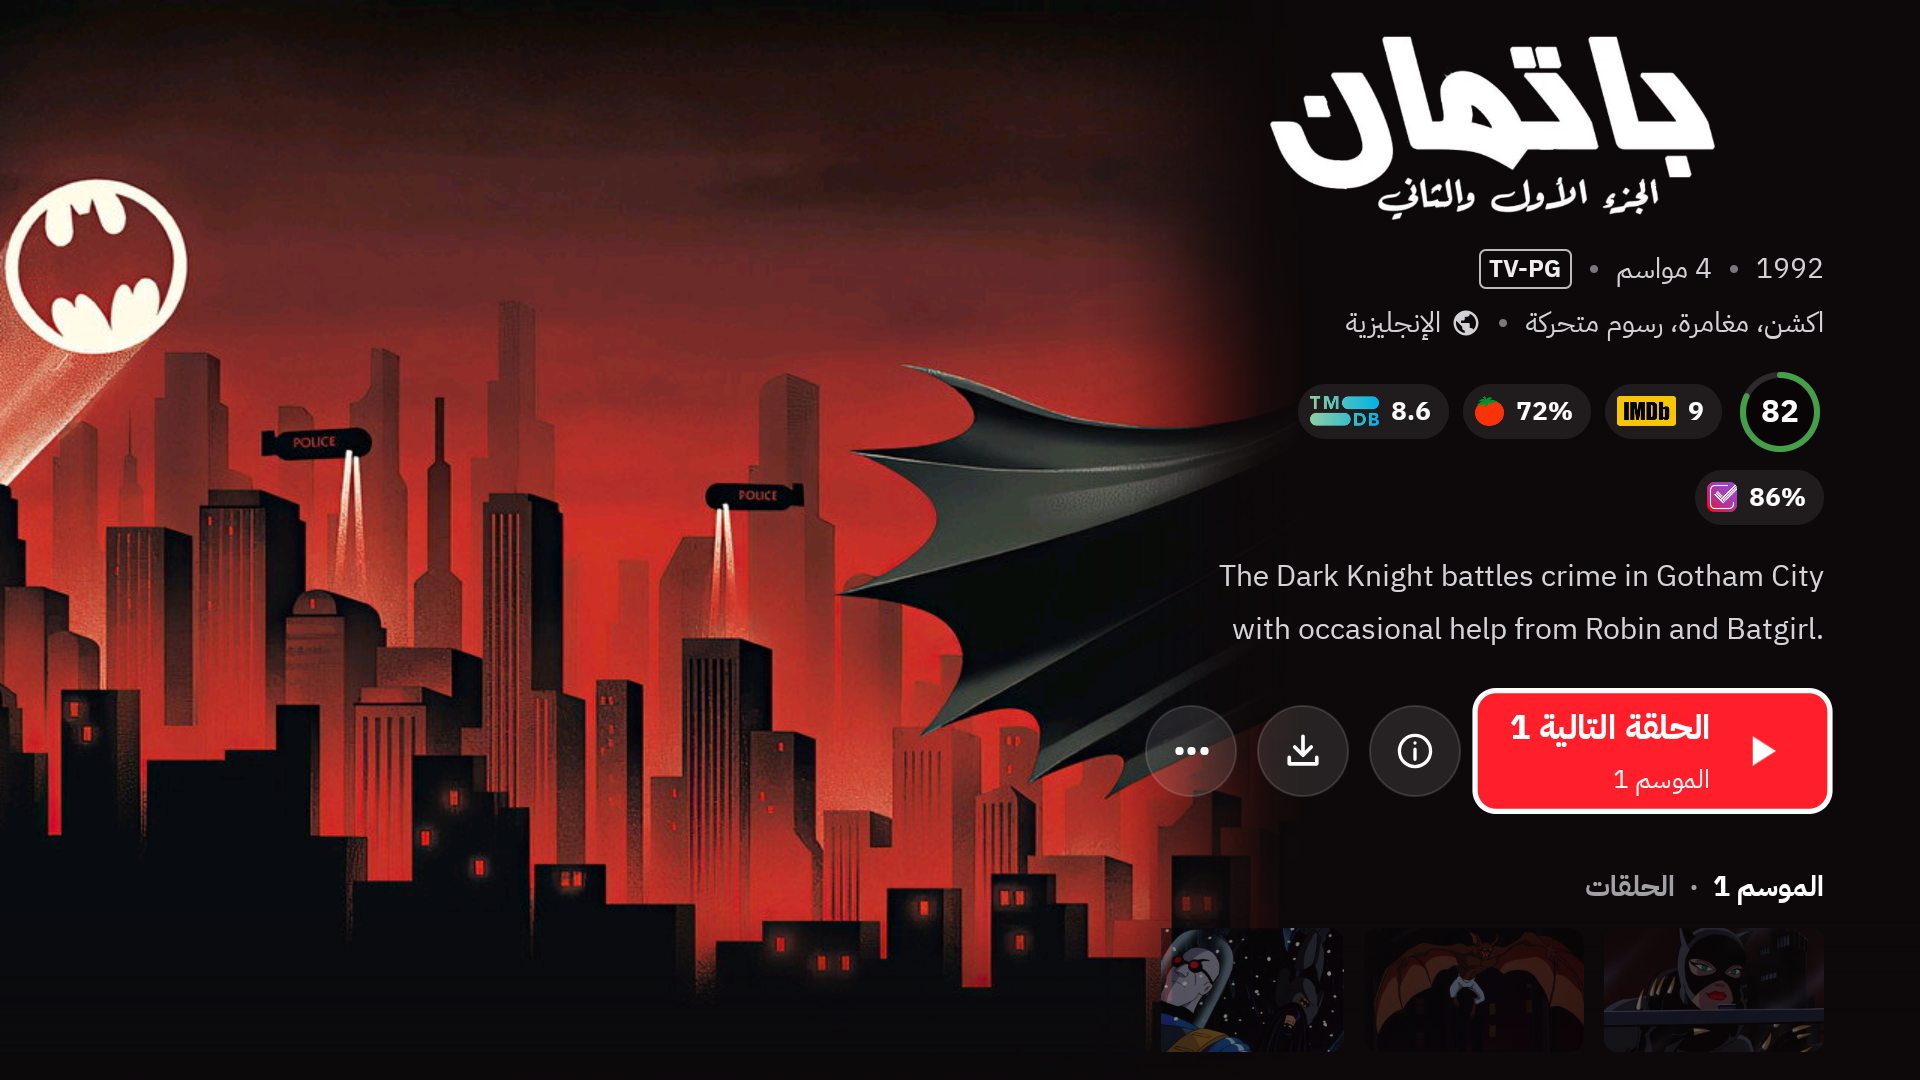 باتمان
الجزء الأول والثاني
1992 • 4 مواسم • TV-PG
اكشن، مغامرة، رسوم متحركة • الإنجليزية
82 IMDb 9 72% TMDB 8.6
86%
The Dark Knight battles crime in Gotham City
with occasional help from Robin and Batgirl.
الحلقة التالية 1
الموسم 1
الموسم 1 · الحلقات
POLICE
POLICE